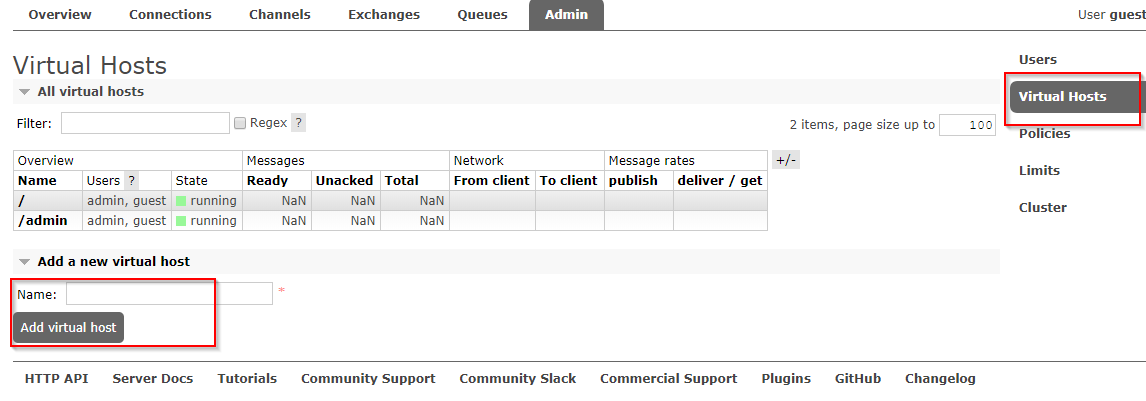 Overview Connections Channels Exchanges Queues Admin User guest
Virtual Hosts
All virtual hosts
Filter: Regex ? 2 items, page size up to 100
Overview Messages Network Message rates +/-
Name Users ? State Ready Unacked Total From client To client publish deliver / get
/ admin, guest running NaN NaN NaN
/admin admin, guest running NaN NaN NaN
Add a new virtual host
Name: *
Add virtual host
Users
Virtual Hosts
Policies
Limits
Cluster
HTTP API Server Docs Tutorials Community Support Community Slack Commercial Support Plugins GitHub Changelog